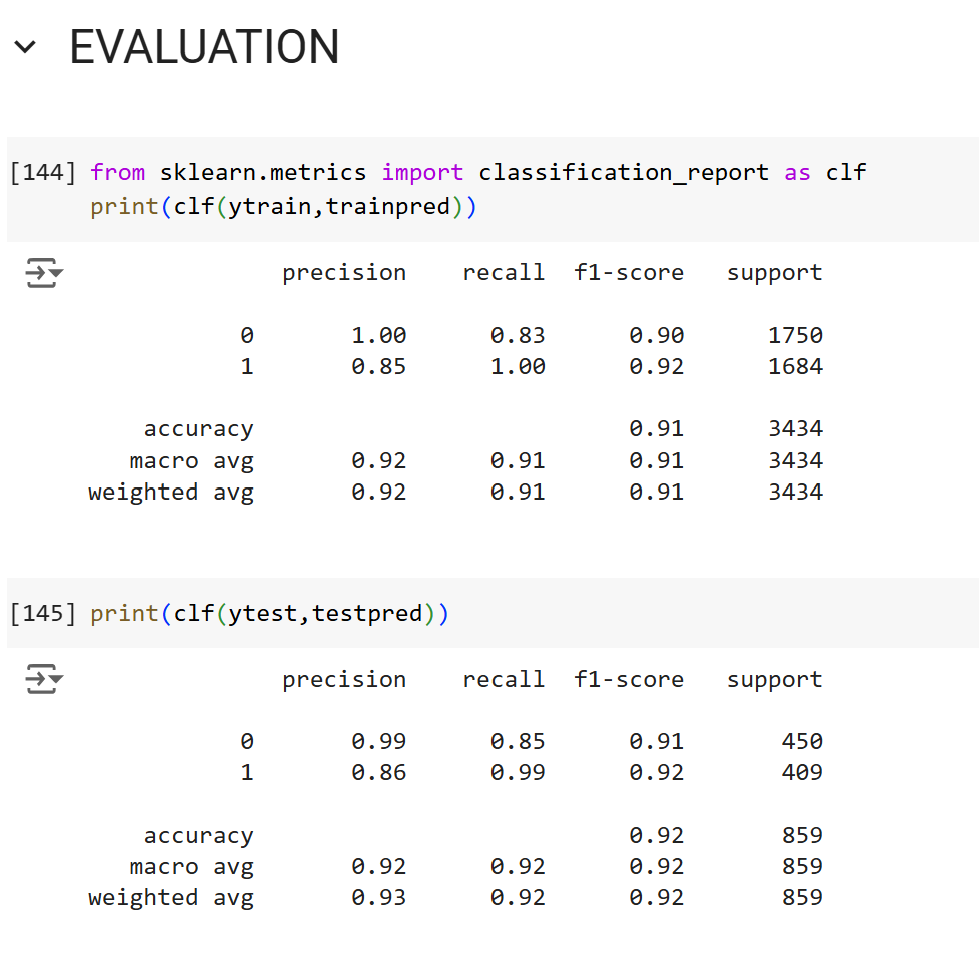 EVALUATION
[144] from sklearn.metrics import classification_report as clf
print(clf(ytrain,trainpred))
precision recall f1-score support
0 1.00 0.83 0.90 1750
1 0.85 1.00 0.92 1684
accuracy 0.91 3434
macro avg 0.92 0.91 0.91 3434
weighted avg 0.92 0.91 0.91 3434
[145] print(clf(ytest,testpred))
precision recall f1-score support
0 0.99 0.85 0.91 450
1 0.86 0.99 0.92 409
accuracy 0.92 859
macro avg 0.92 0.92 0.92 859
weighted avg 0.93 0.92 0.92 859